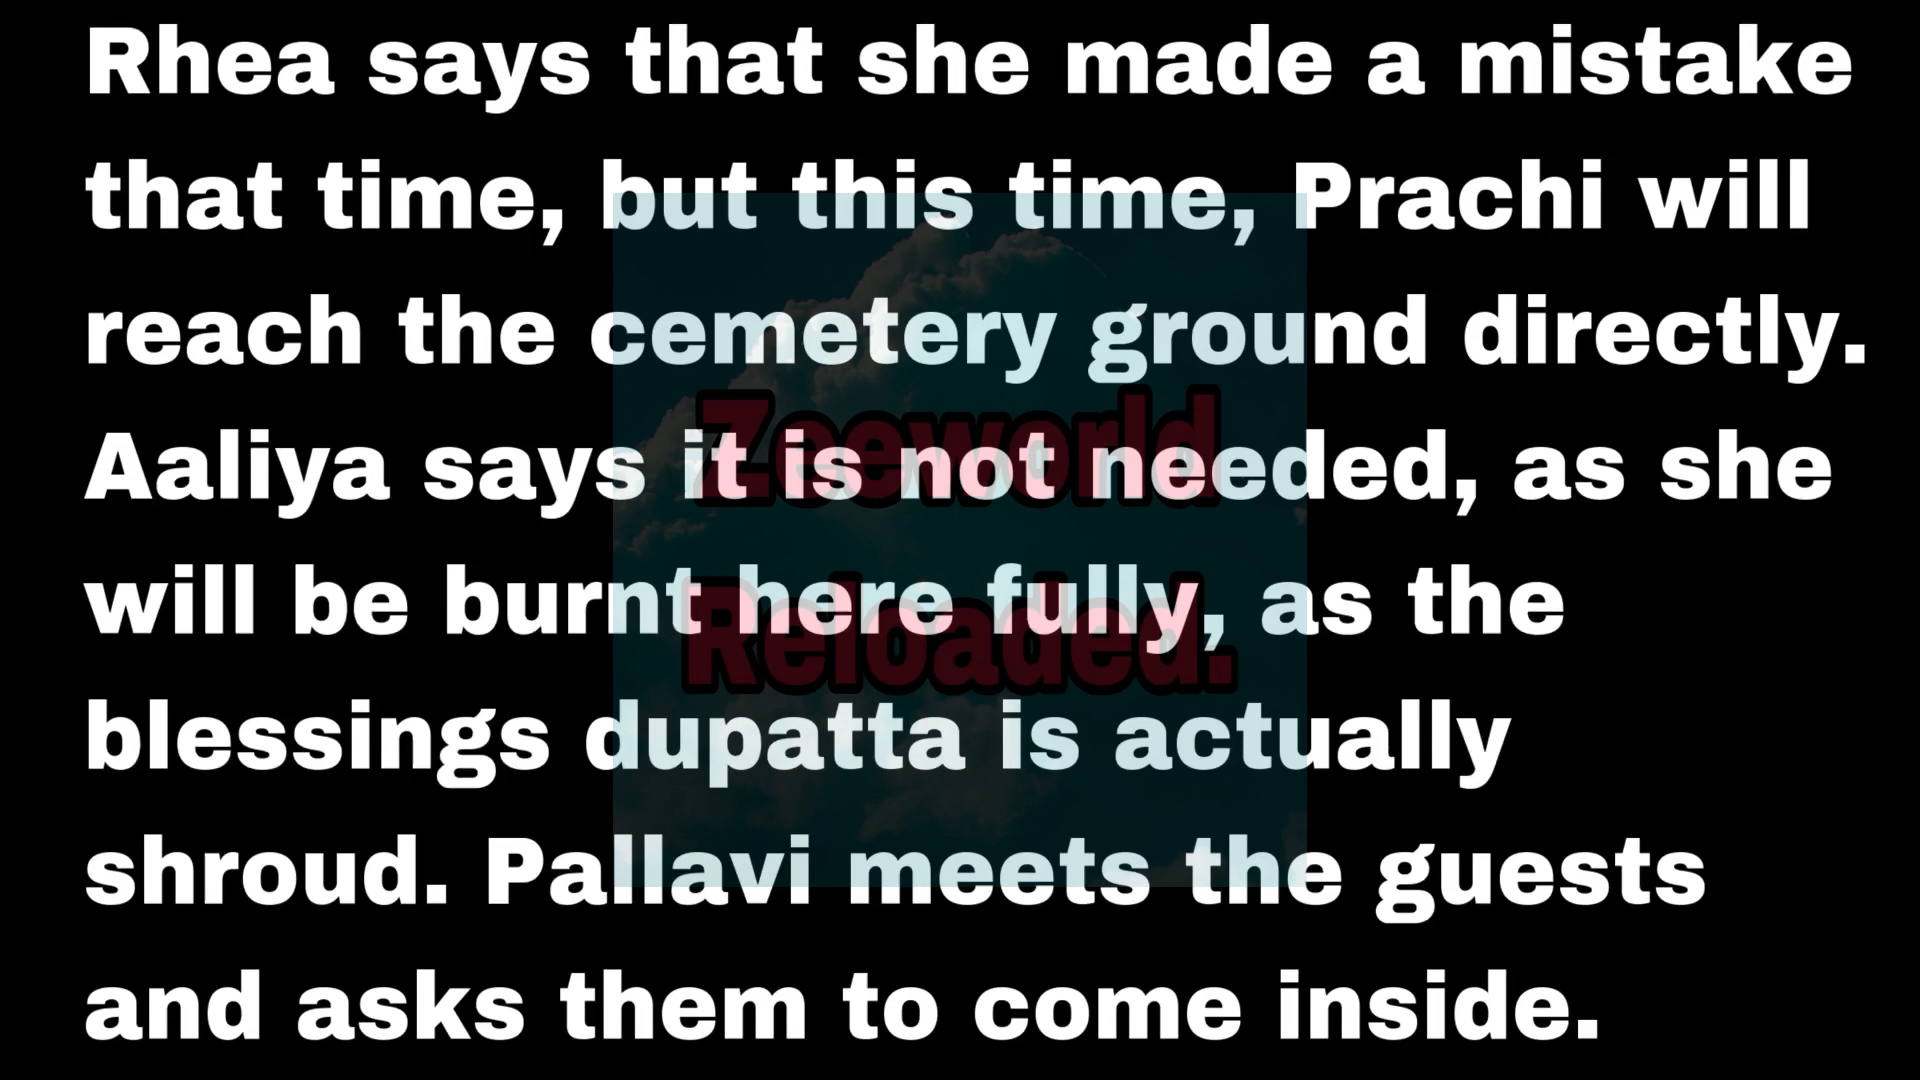 Rhea says that she made a mistake
that time, but this time, Prachi will
reach the cemetery ground directly.
Aaliya says it is not needed, as she
will be burnt here fully, as the
blessings dupatta is actually
shroud. Pallavi meets the guests
and asks them to come inside.
Zeeworld
Reloaded.